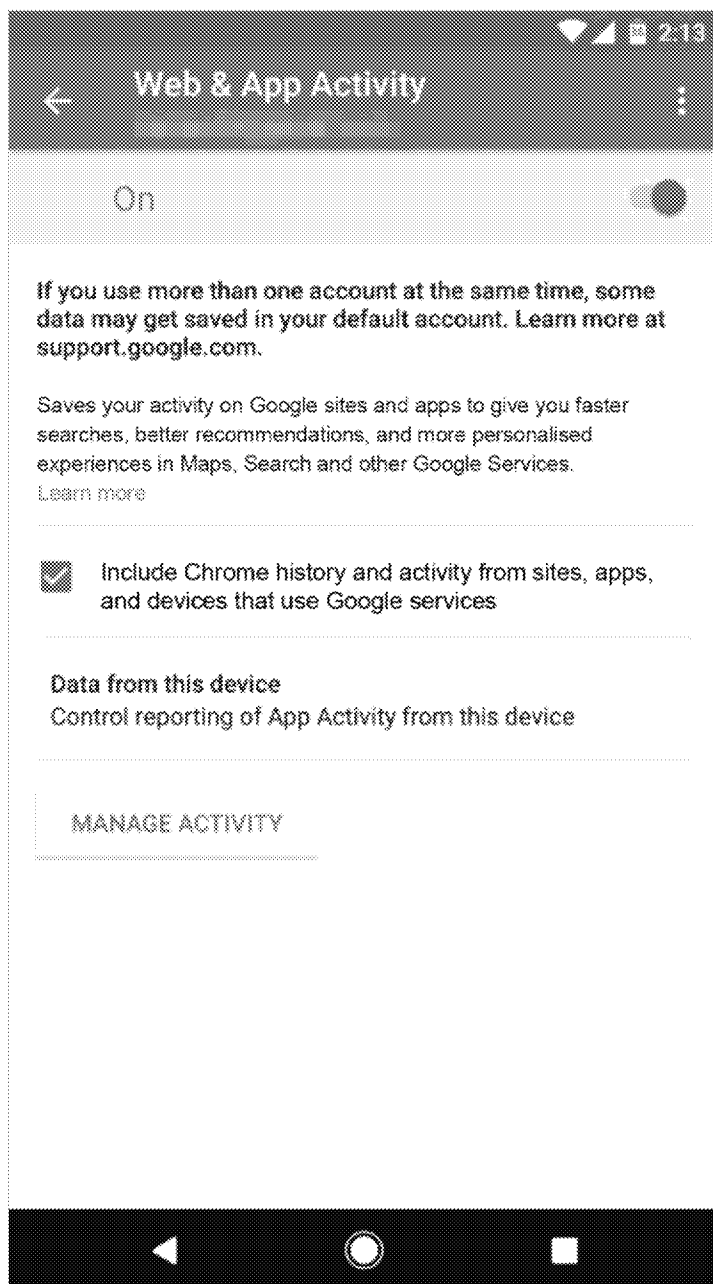 2:13
Web & App Activity
On
If you use more than one account at the same time, some
data may get saved in your default account. Learn more at
support.google.com.
Saves your activity on Google sites and apps to give you faster
searches, better recommendations, and more personalised
experiences in Maps, Search and other Google Services.
Learn more
Include Chrome history and activity from sites, apps,
and devices that use Google services
Data from this device
Control reporting of App Activity from this device
MANAGE ACTIVITY